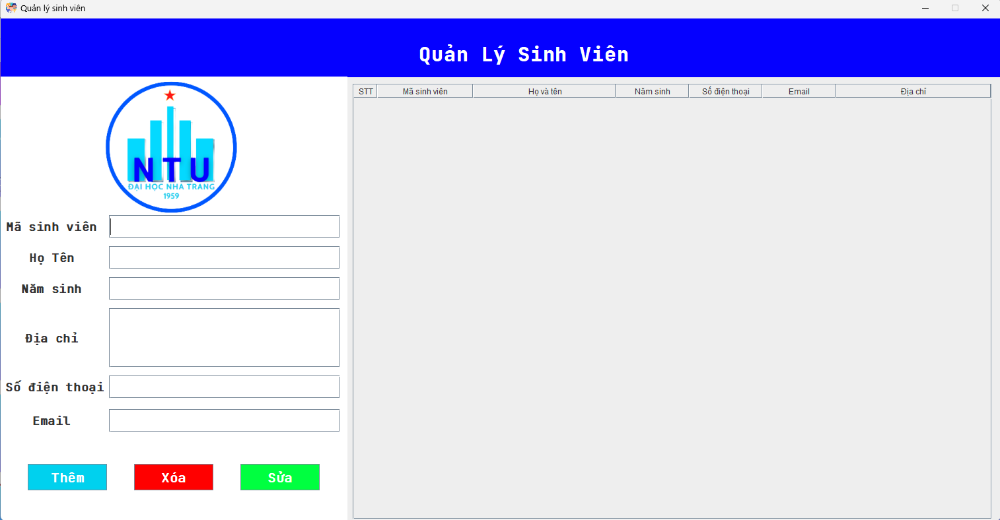 Quản lý sinh viên
Quản Lý Sinh Viên
NTU
ĐẠI HỌC NHA TRANG
1959
Mã sinh viên
Họ Tên
Năm sinh
Địa chỉ
Số điện thoại
Email
Thêm Xóa Sửa
STT Mã sinh viên Họ và tên Năm sinh Số điện thoại Email Địa chỉ